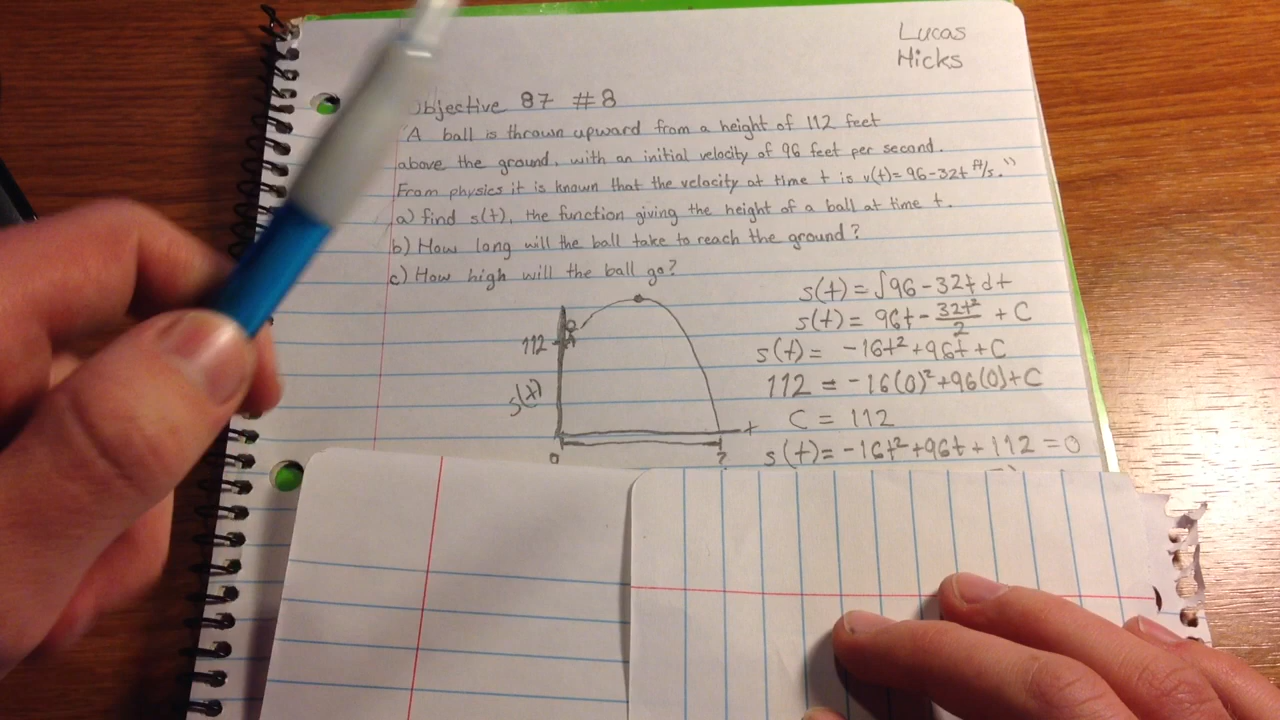 Lucas
Hicks
Objective 87 #8
"A ball is thrown upward from a height of 112 feet
above the ground, with an initial velocity of 96 feet per second.
From physics it is known that the velocity at time t is v(t)=96-32t ft/s."
a) find s(t), the function giving the height of a ball at time t.
b) How long will the ball take to reach the ground?
c) How high will the ball go?
s(t) = ∫96-32t dt
s(t) = 96t - 32t²/2 + C
s(t) = -16t²+96t+C
112 = -16(0)²+96(0)+C
C = 112
s(t) = -16t²+96t+112 = 0
112
s(t)
t
0
?